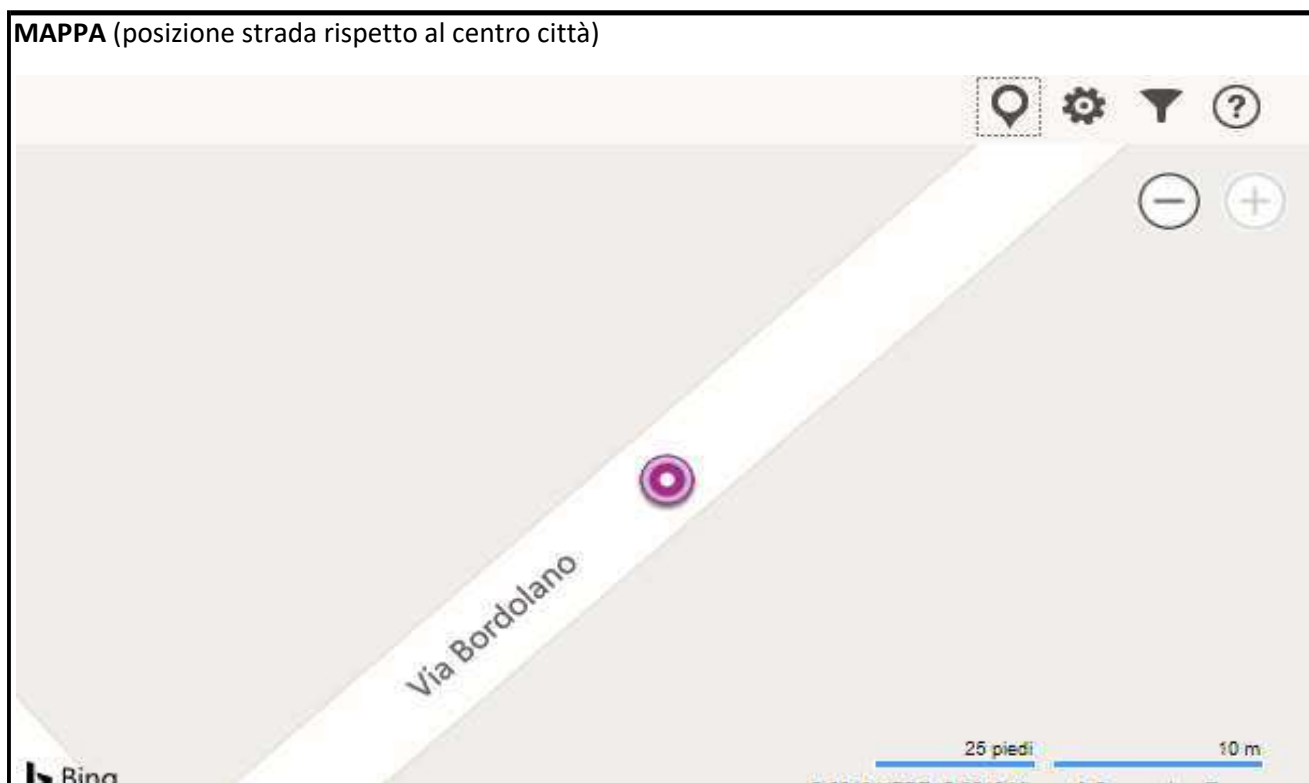 MAPPA (posizione strada rispetto al centro città)
?
Via Bordolano
25 piedi 10 m
Bing